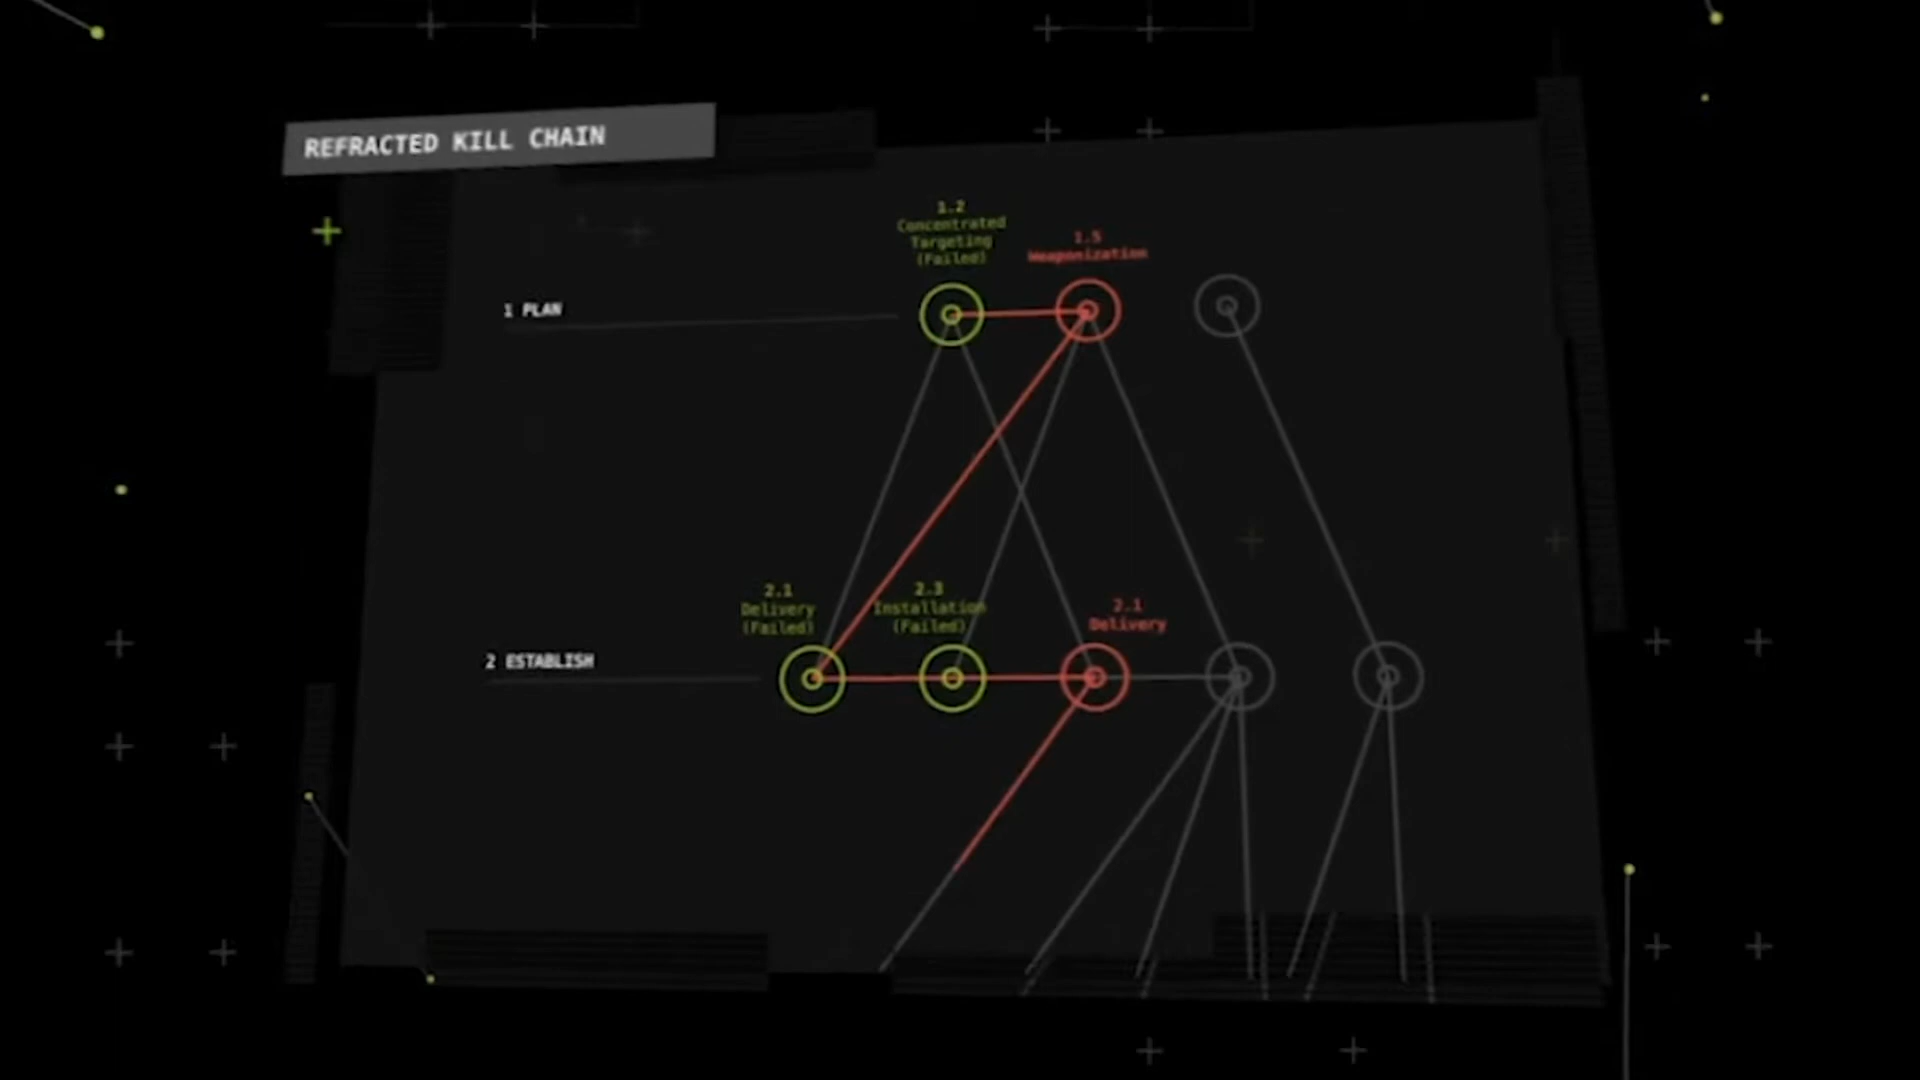 REFRACTED KILL CHAIN
1.2
Concentrated
Targeting
(Failed)
1.5
Weaponization
1 PLAN
2.1
Delivery
(Failed)
2.3
Installation
(Failed)
2.1
Delivery
2 ESTABLISH